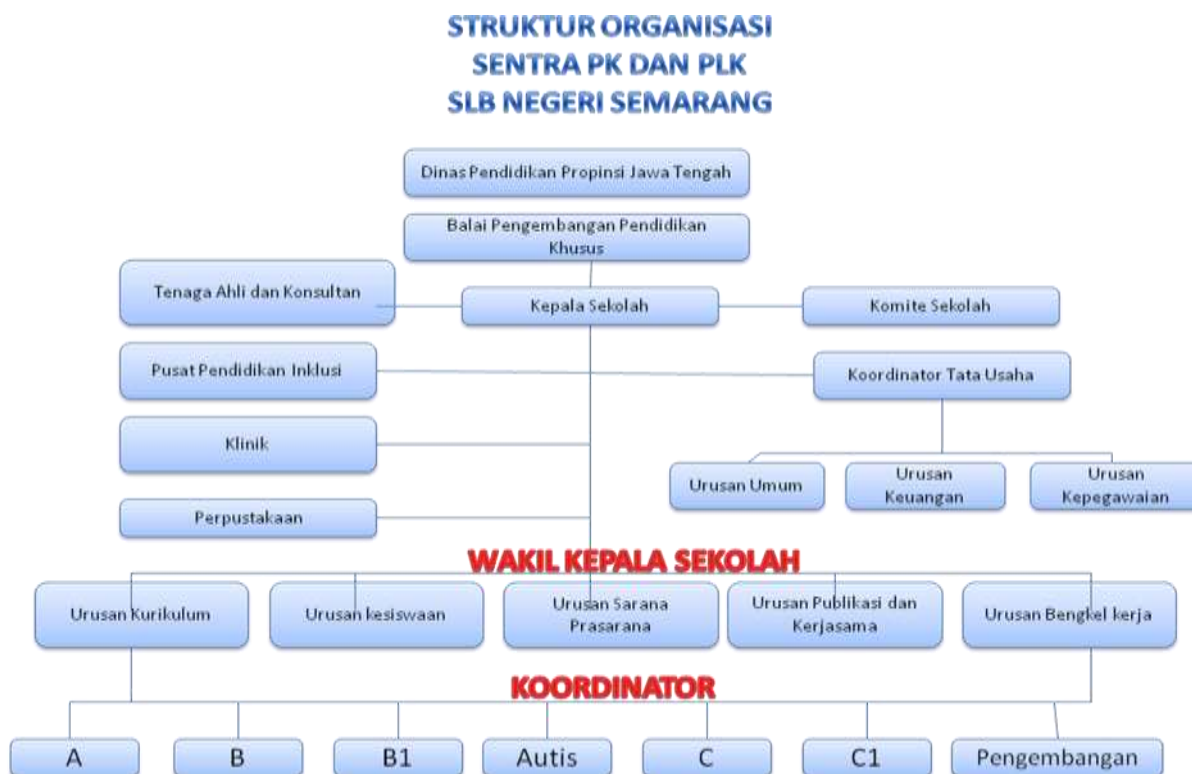 STRUKTUR ORGANISASI
SENTRA PK DAN PLK
SLB NEGERI SEMARANG
Dinas Pendidikan Propinsi Jawa Tengah
Balai Pengembangan Pendidikan
Khusus
Tenaga Ahli dan Konsultan
Kepala Sekolah
Komite Sekolah
Pusat Pendidikan Inklusi
Koordinator Tata Usaha
Klinik
Urusan Umum
Urusan
Keuangan
Urusan
Kepegawaian
Perpustakaan
WAKIL KEPALA SEKOLAH
Urusan Kurikulum
Urusan kesiswaan
Urusan Sarana
Prasarana
Urusan Publikasi dan
Kerjasama
Urusan Bengkel kerja
KOORDINATOR
A
B
B1
Autis
C
C1
Pengembangan